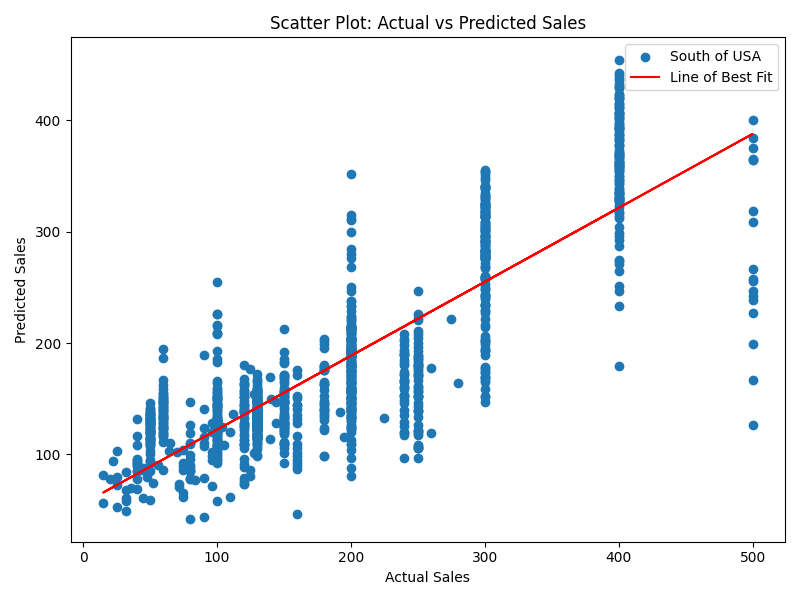 Scatter Plot: Actual vs Predicted Sales
South of USA
Line of Best Fit
Predicted Sales
400
300
200
100
0 100 200 300 400 500
Actual Sales